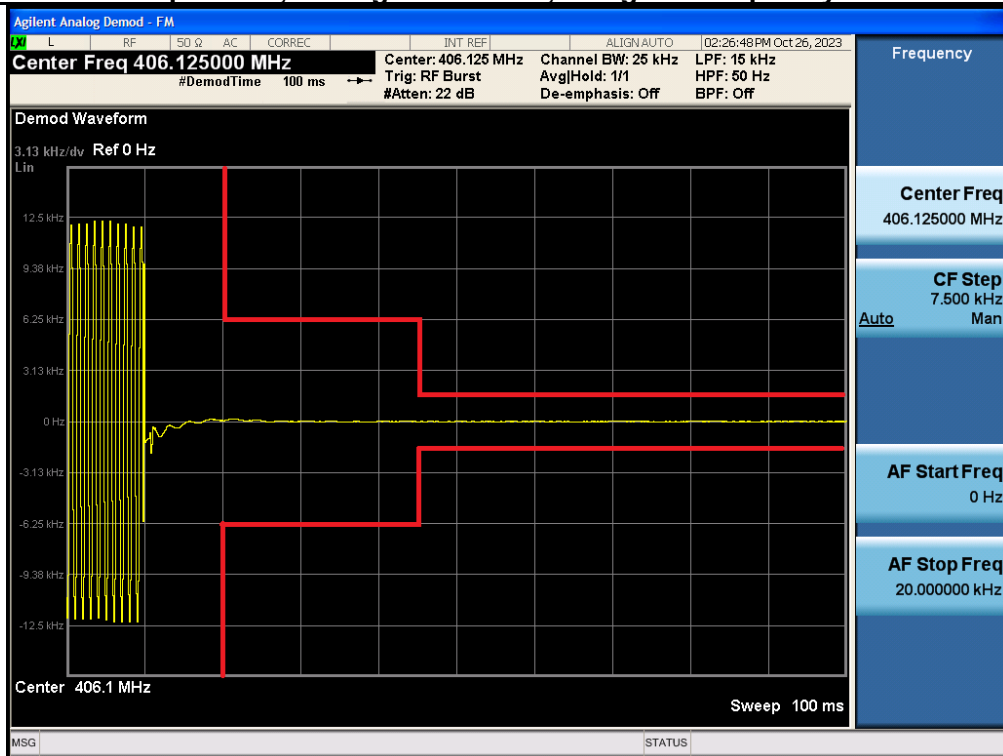 Agilent Analog Demod - FM
LXI L RF 50 Ω AC CORREC INT REF ALIGN AUTO 02:26:48 PM Oct 26, 2023
Center Freq 406.125000 MHz
#DemodTime 100 ms
Center: 406.125 MHz Channel BW: 25 kHz LPF: 15 kHz
Trig: RF Burst Avg|Hold: 1/1 HPF: 50 Hz
#Atten: 22 dB De-emphasis: Off BPF: Off
Demod Waveform
3.13 kHz/dv Ref 0 Hz
Lin
12.5 kHz
9.38 kHz
6.25 kHz
3.13 kHz
0 Hz
-3.13 kHz
-6.25 kHz
-9.38 kHz
-12.5 kHz
Center 406.1 MHz
Sweep 100 ms
MSG STATUS
Frequency
Center Freq
406.125000 MHz
CF Step
7.500 kHz
Auto Man
AF Start Freq
0 Hz
AF Stop Freq
20.000000 kHz